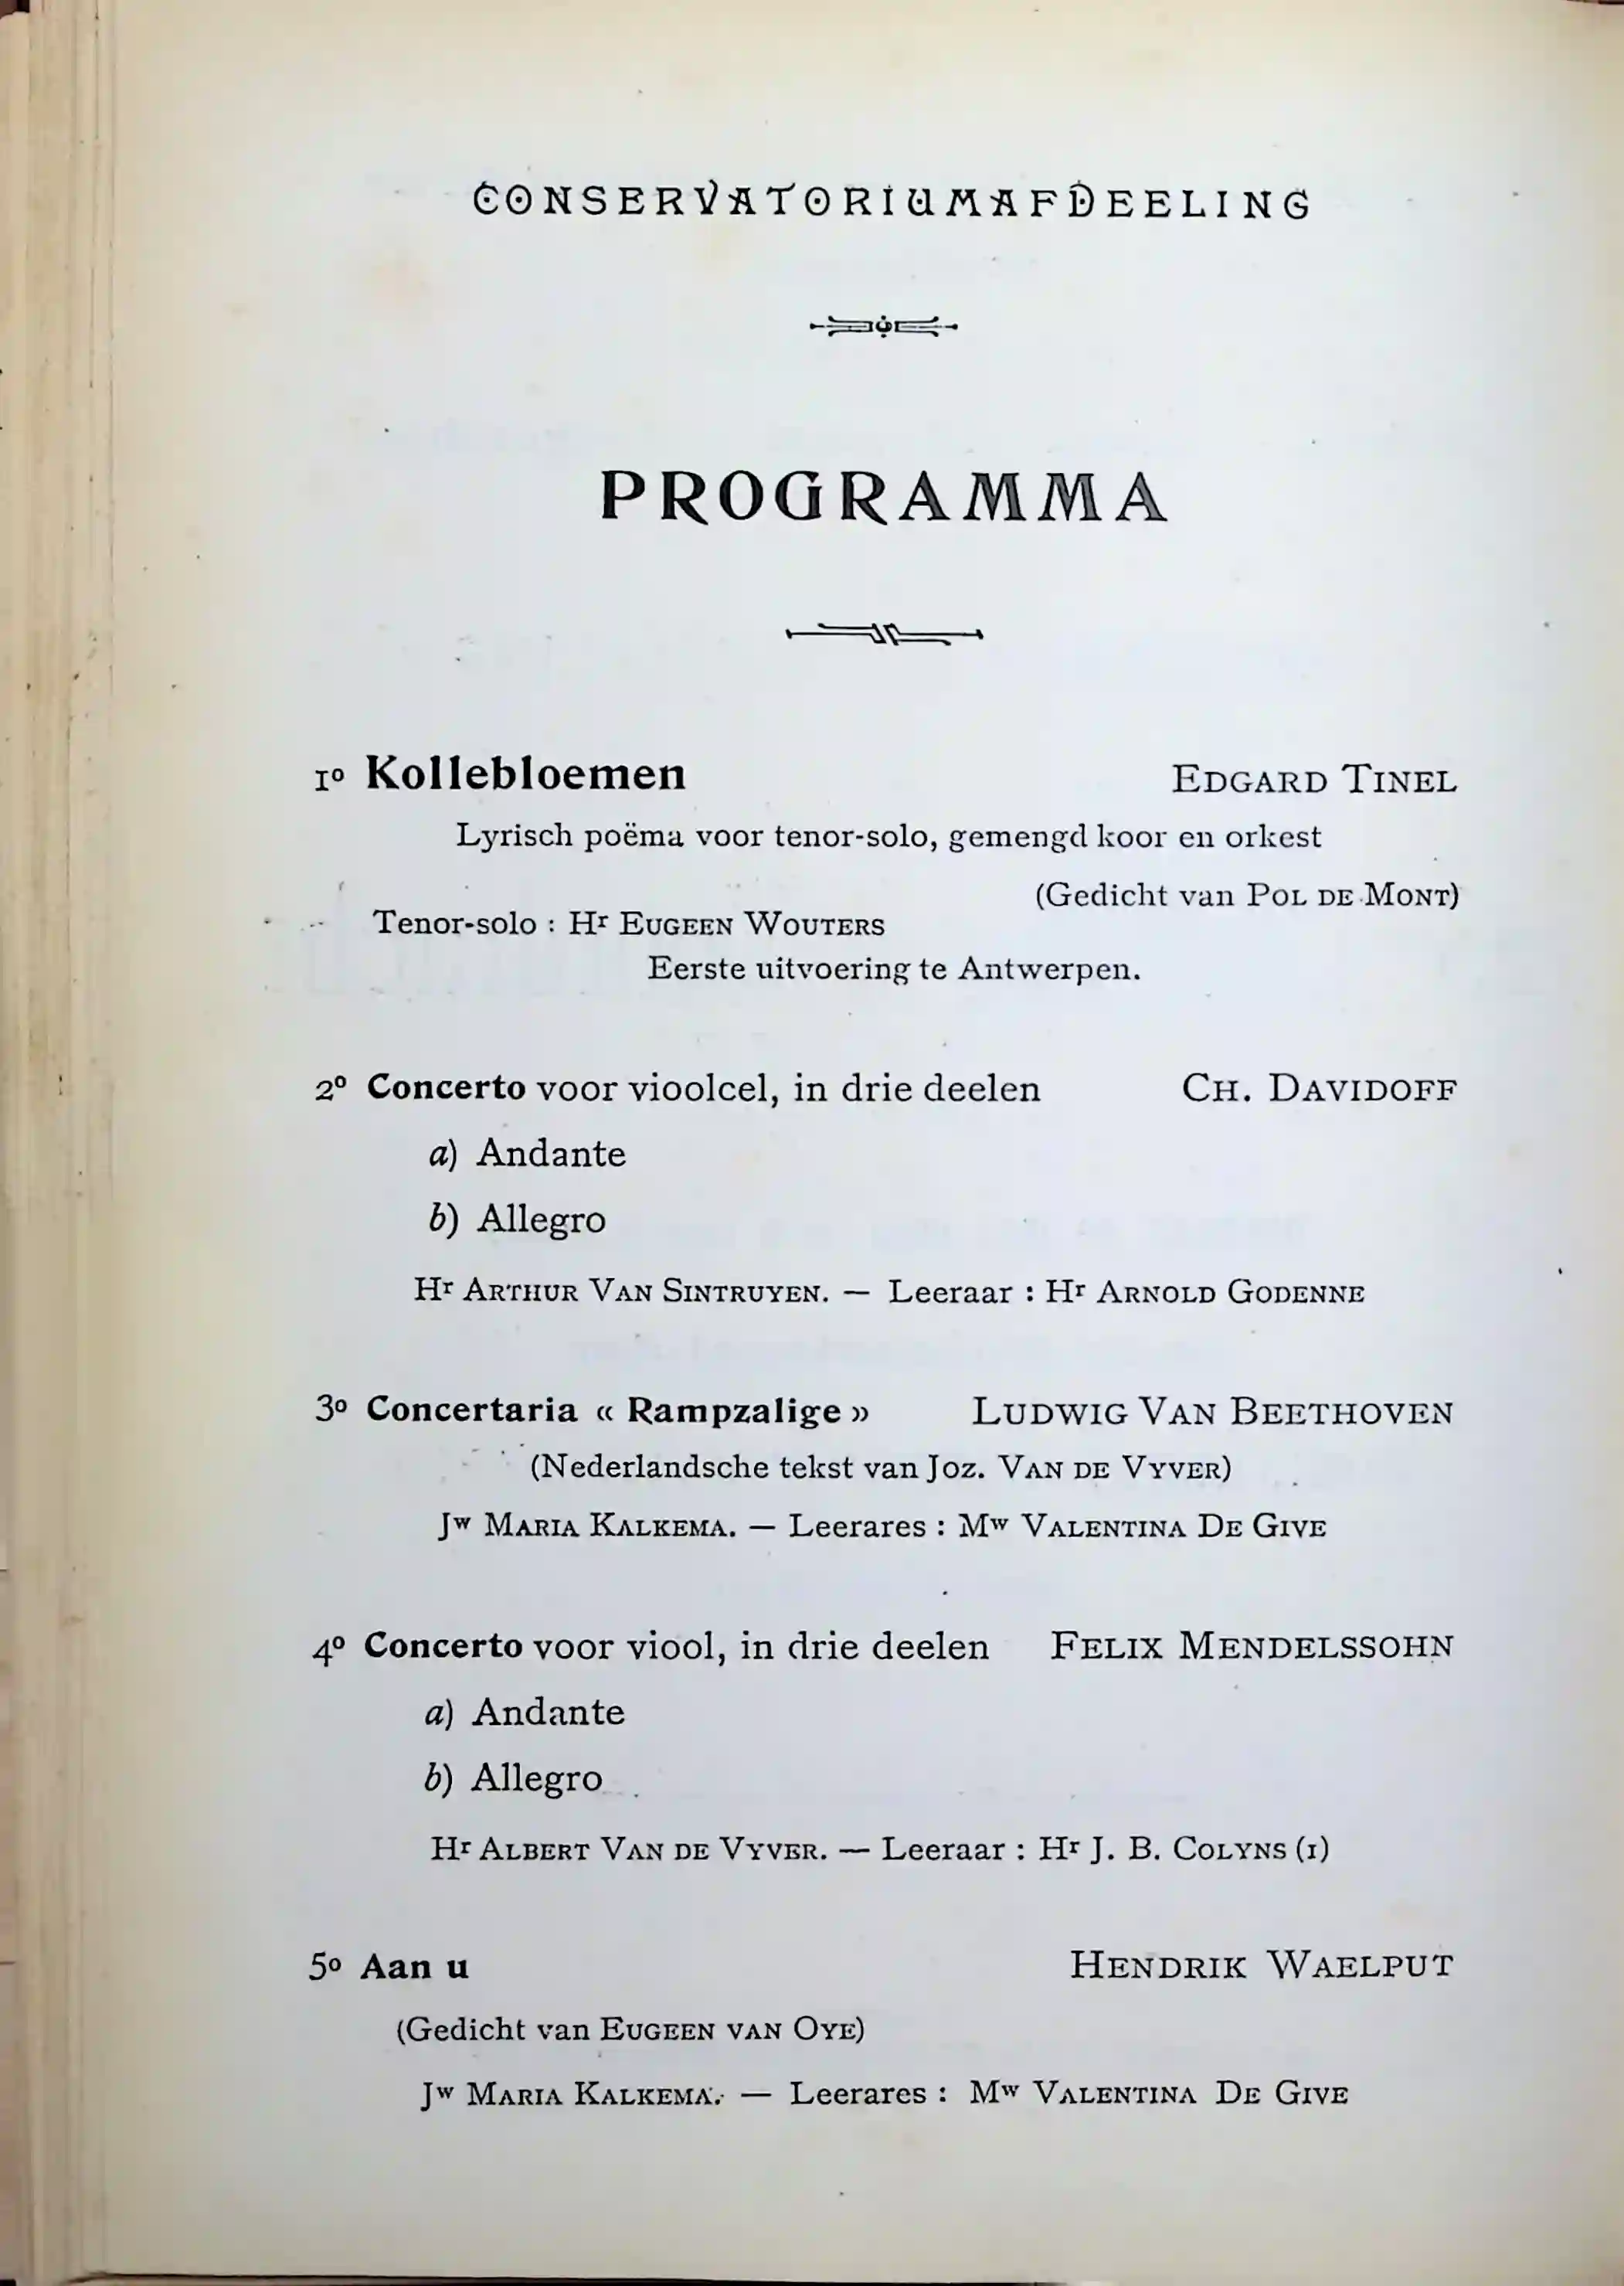 CONSERVATORIUMAFDEELING
PROGRAMMA
1º Kollebloemen EDGARD TINEL
Lyrisch poëma voor tenor-solo, gemengd koor en orkest
(Gedicht van POL DE MONT)
Tenor-solo : Hr EUGEEN WOUTERS
Eerste uitvoering te Antwerpen.
2º Concerto voor vioolcel, in drie deelen CH. DAVIDOFF
a) Andante
b) Allegro
Hr ARTHUR VAN SINTRUYEN. — Leeraar : Hr ARNOLD GODENNE
3º Concertaria « Rampzalige » LUDWIG VAN BEETHOVEN
(Nederlandsche tekst van JOZ. VAN DE VYVER)
Jw MARIA KALKEMA. — Leerares : Mw VALENTINA DE GIVE
4º Concerto voor viool, in drie deelen FELIX MENDELSSOHN
a) Andante
b) Allegro
Hr ALBERT VAN DE VYVER. — Leeraar : Hr J. B. COLYNS (1)
5º Aan u HENDRIK WAELPUT
(Gedicht van EUGEEN VAN OYE)
Jw MARIA KALKEMA. — Leerares : Mw VALENTINA DE GIVE